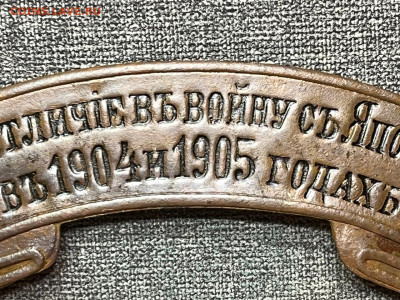 ТЛИЧІЕ ВЪ ВОЙНУ СЪ ЯПО
ВЪ 1904 И 1905 ГОДАХЪ